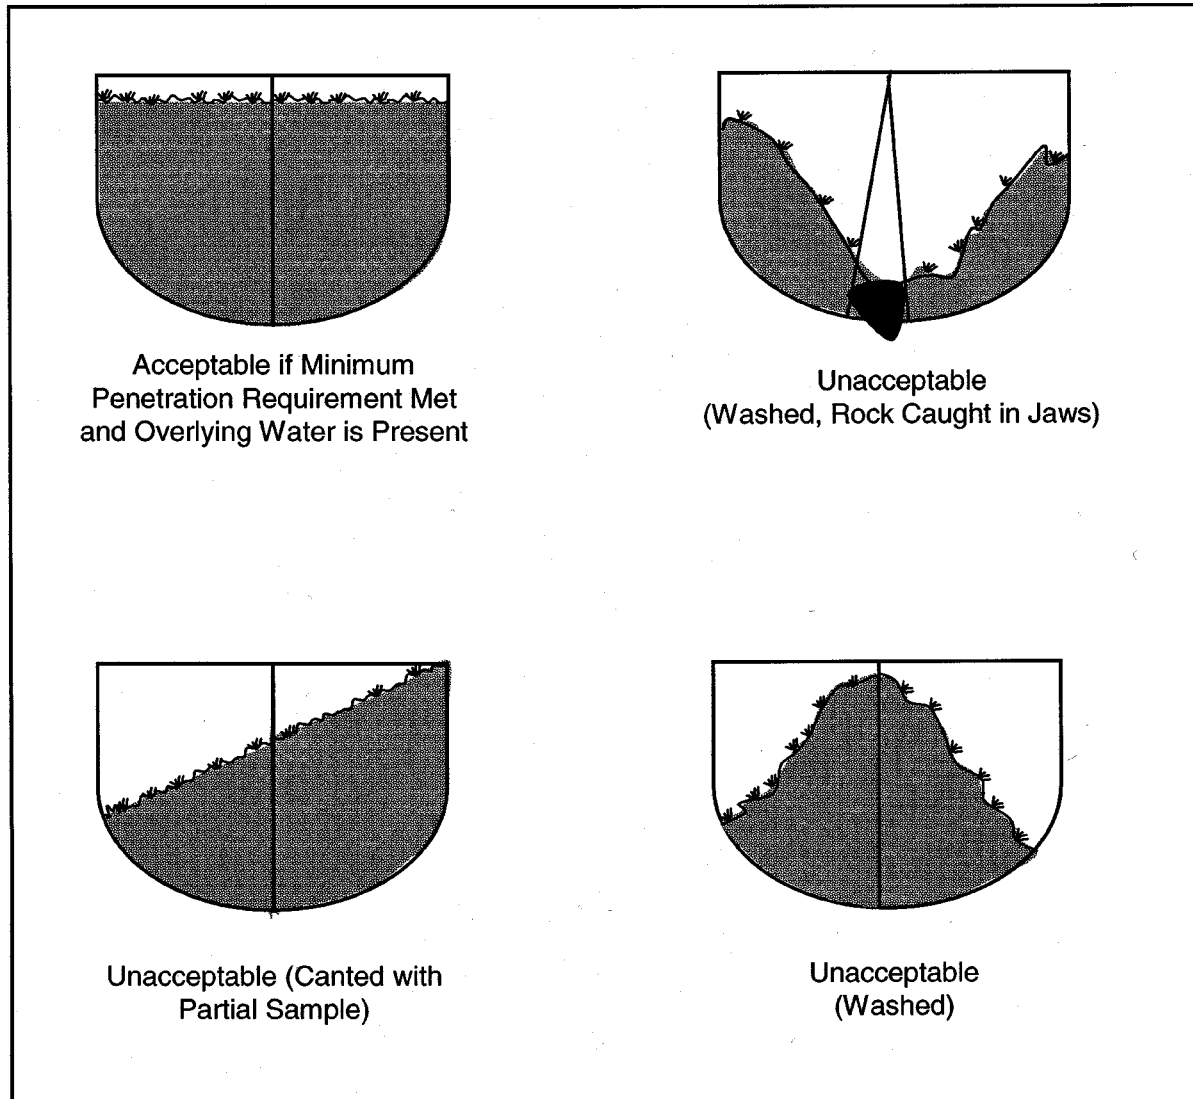 Acceptable if Minimum
Penetration Requirement Met
and Overlying Water is Present
Unacceptable
(Washed, Rock Caught in Jaws)
Unacceptable (Canted with
Partial Sample)
Unacceptable
(Washed)